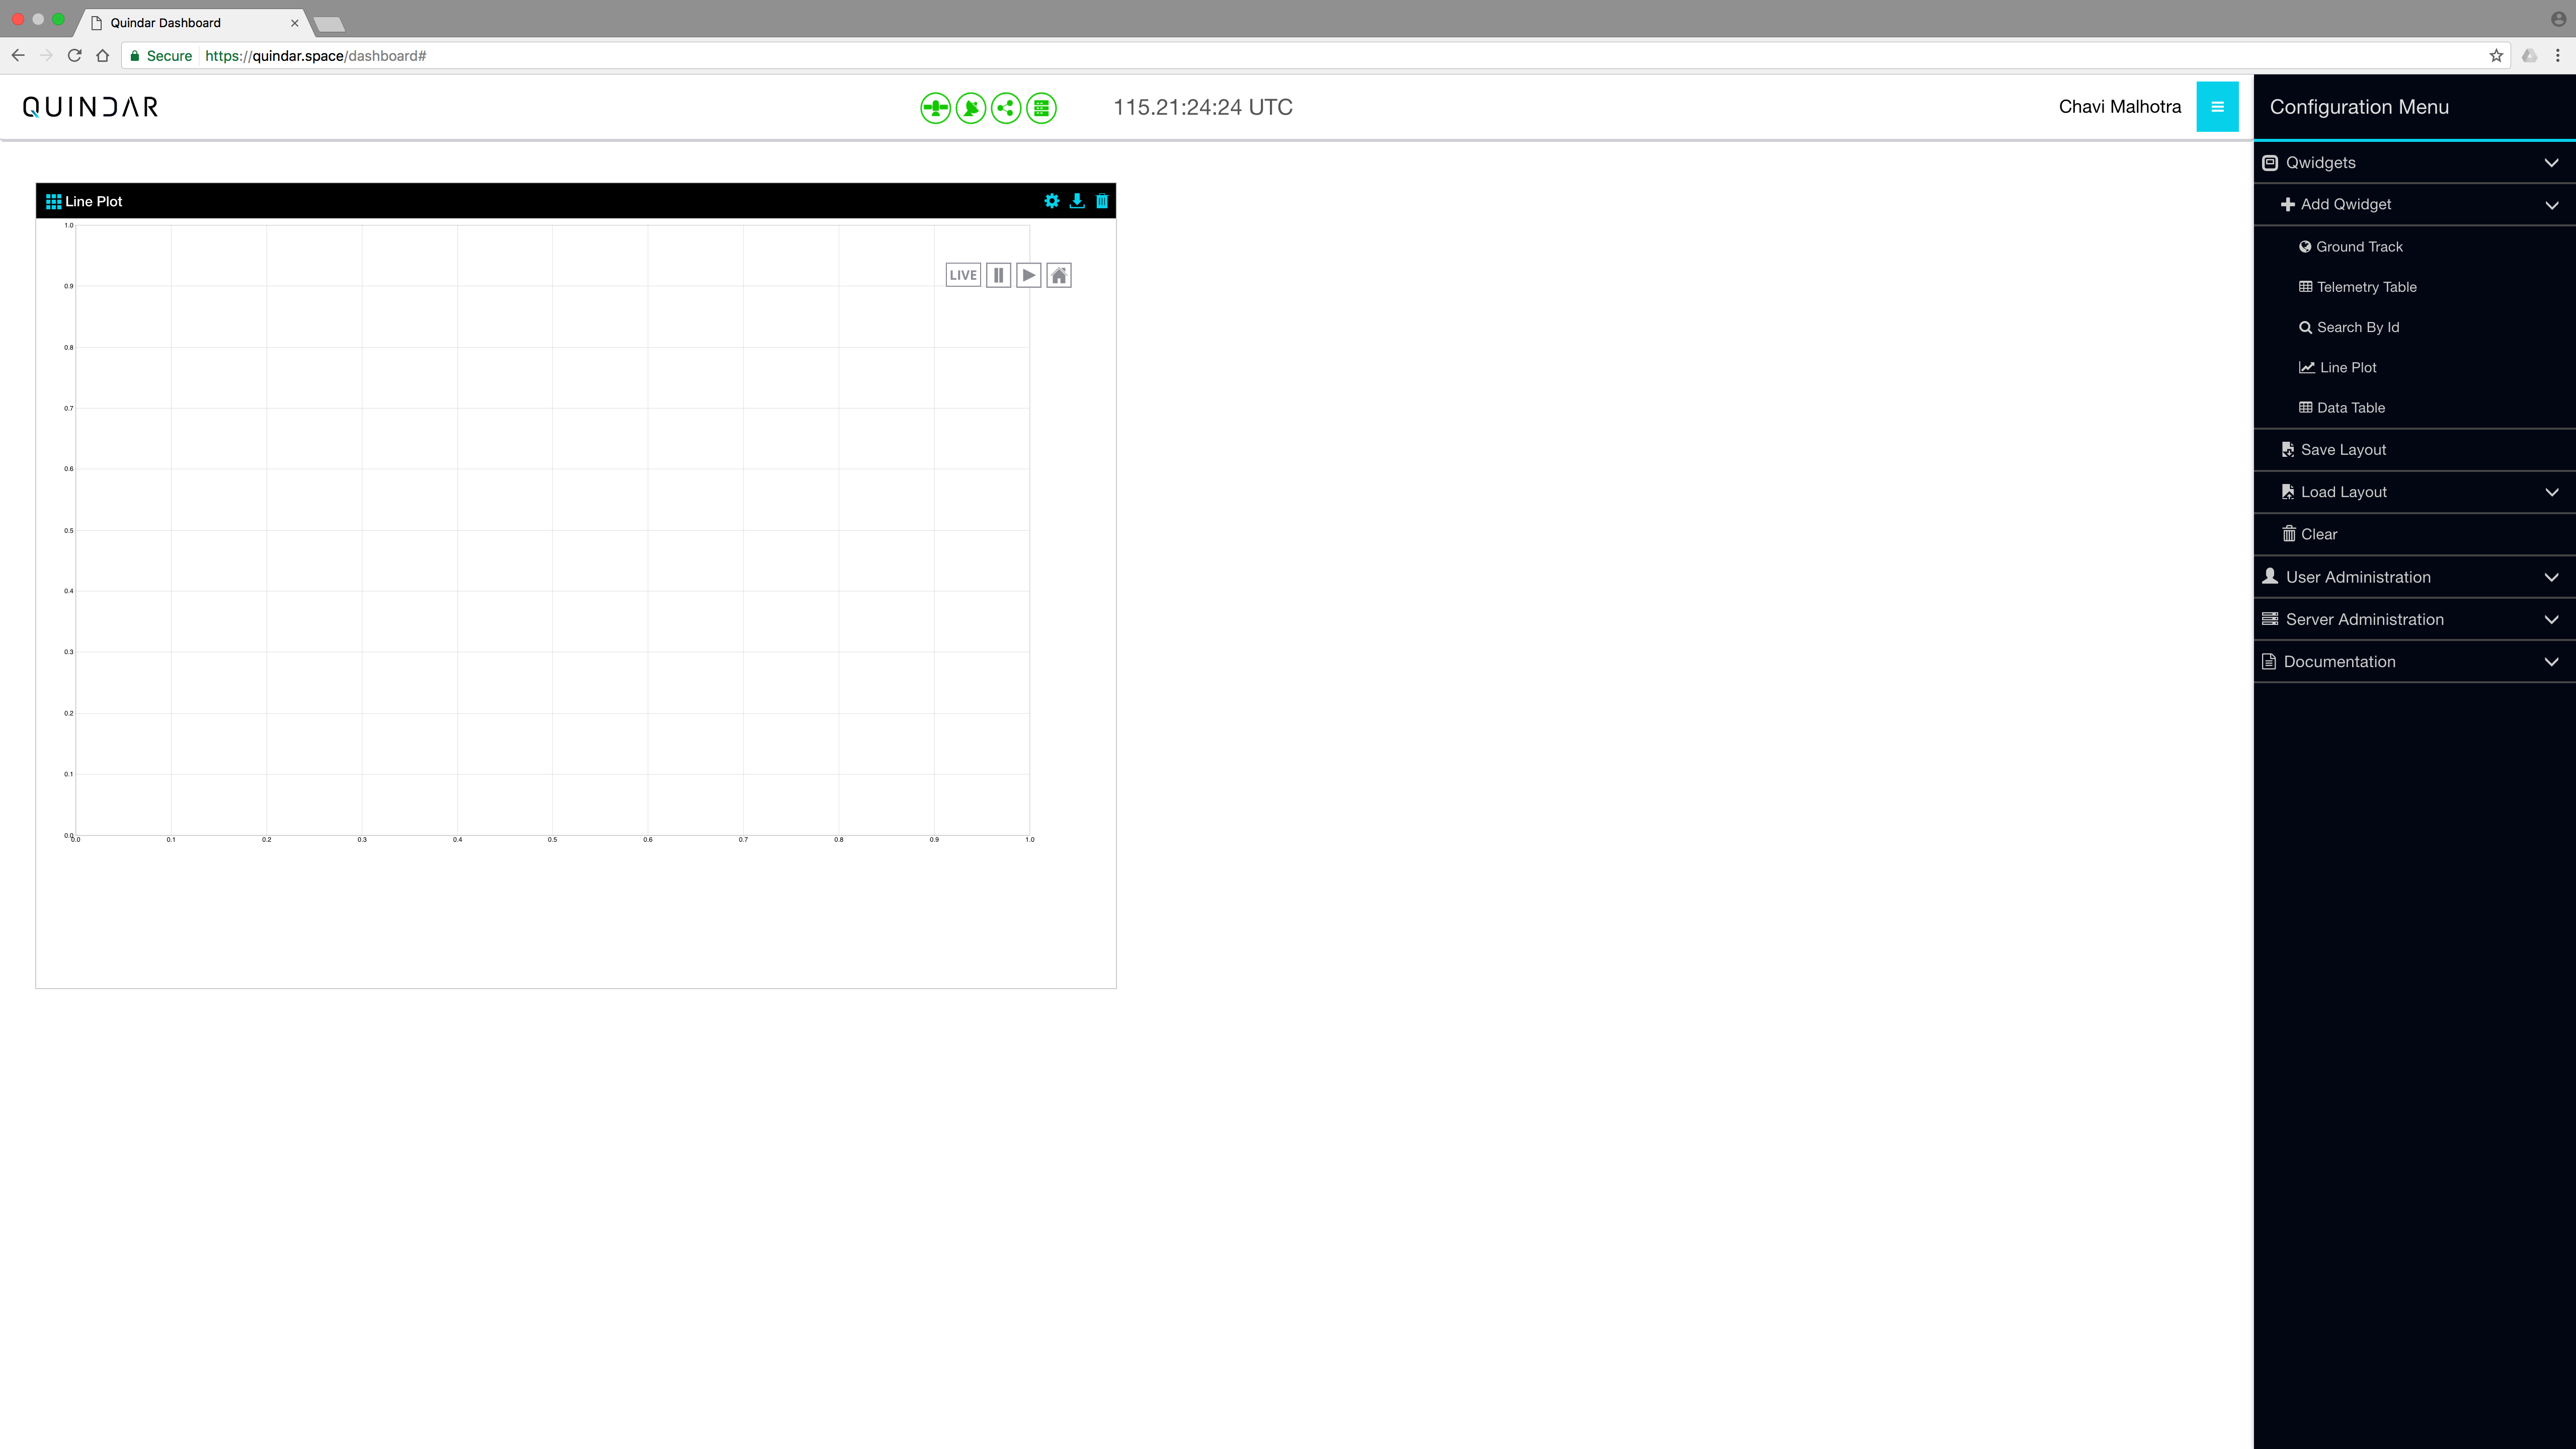 Quindar Dashboard
Secure https://quindar.space/dashboard#
QUINDAR
115.21:24:24 UTC
Chavi Malhotra
Line Plot
LIVE
1.0
0.9
0.8
0.7
0.6
0.5
0.4
0.3
0.2
0.1
0.0
0.0 0.1 0.2 0.3 0.4 0.5 0.6 0.7 0.8 0.9 1.0
Configuration Menu
Qwidgets
Add Qwidget
Ground Track
Telemetry Table
Search By Id
Line Plot
Data Table
Save Layout
Load Layout
Clear
User Administration
Server Administration
Documentation